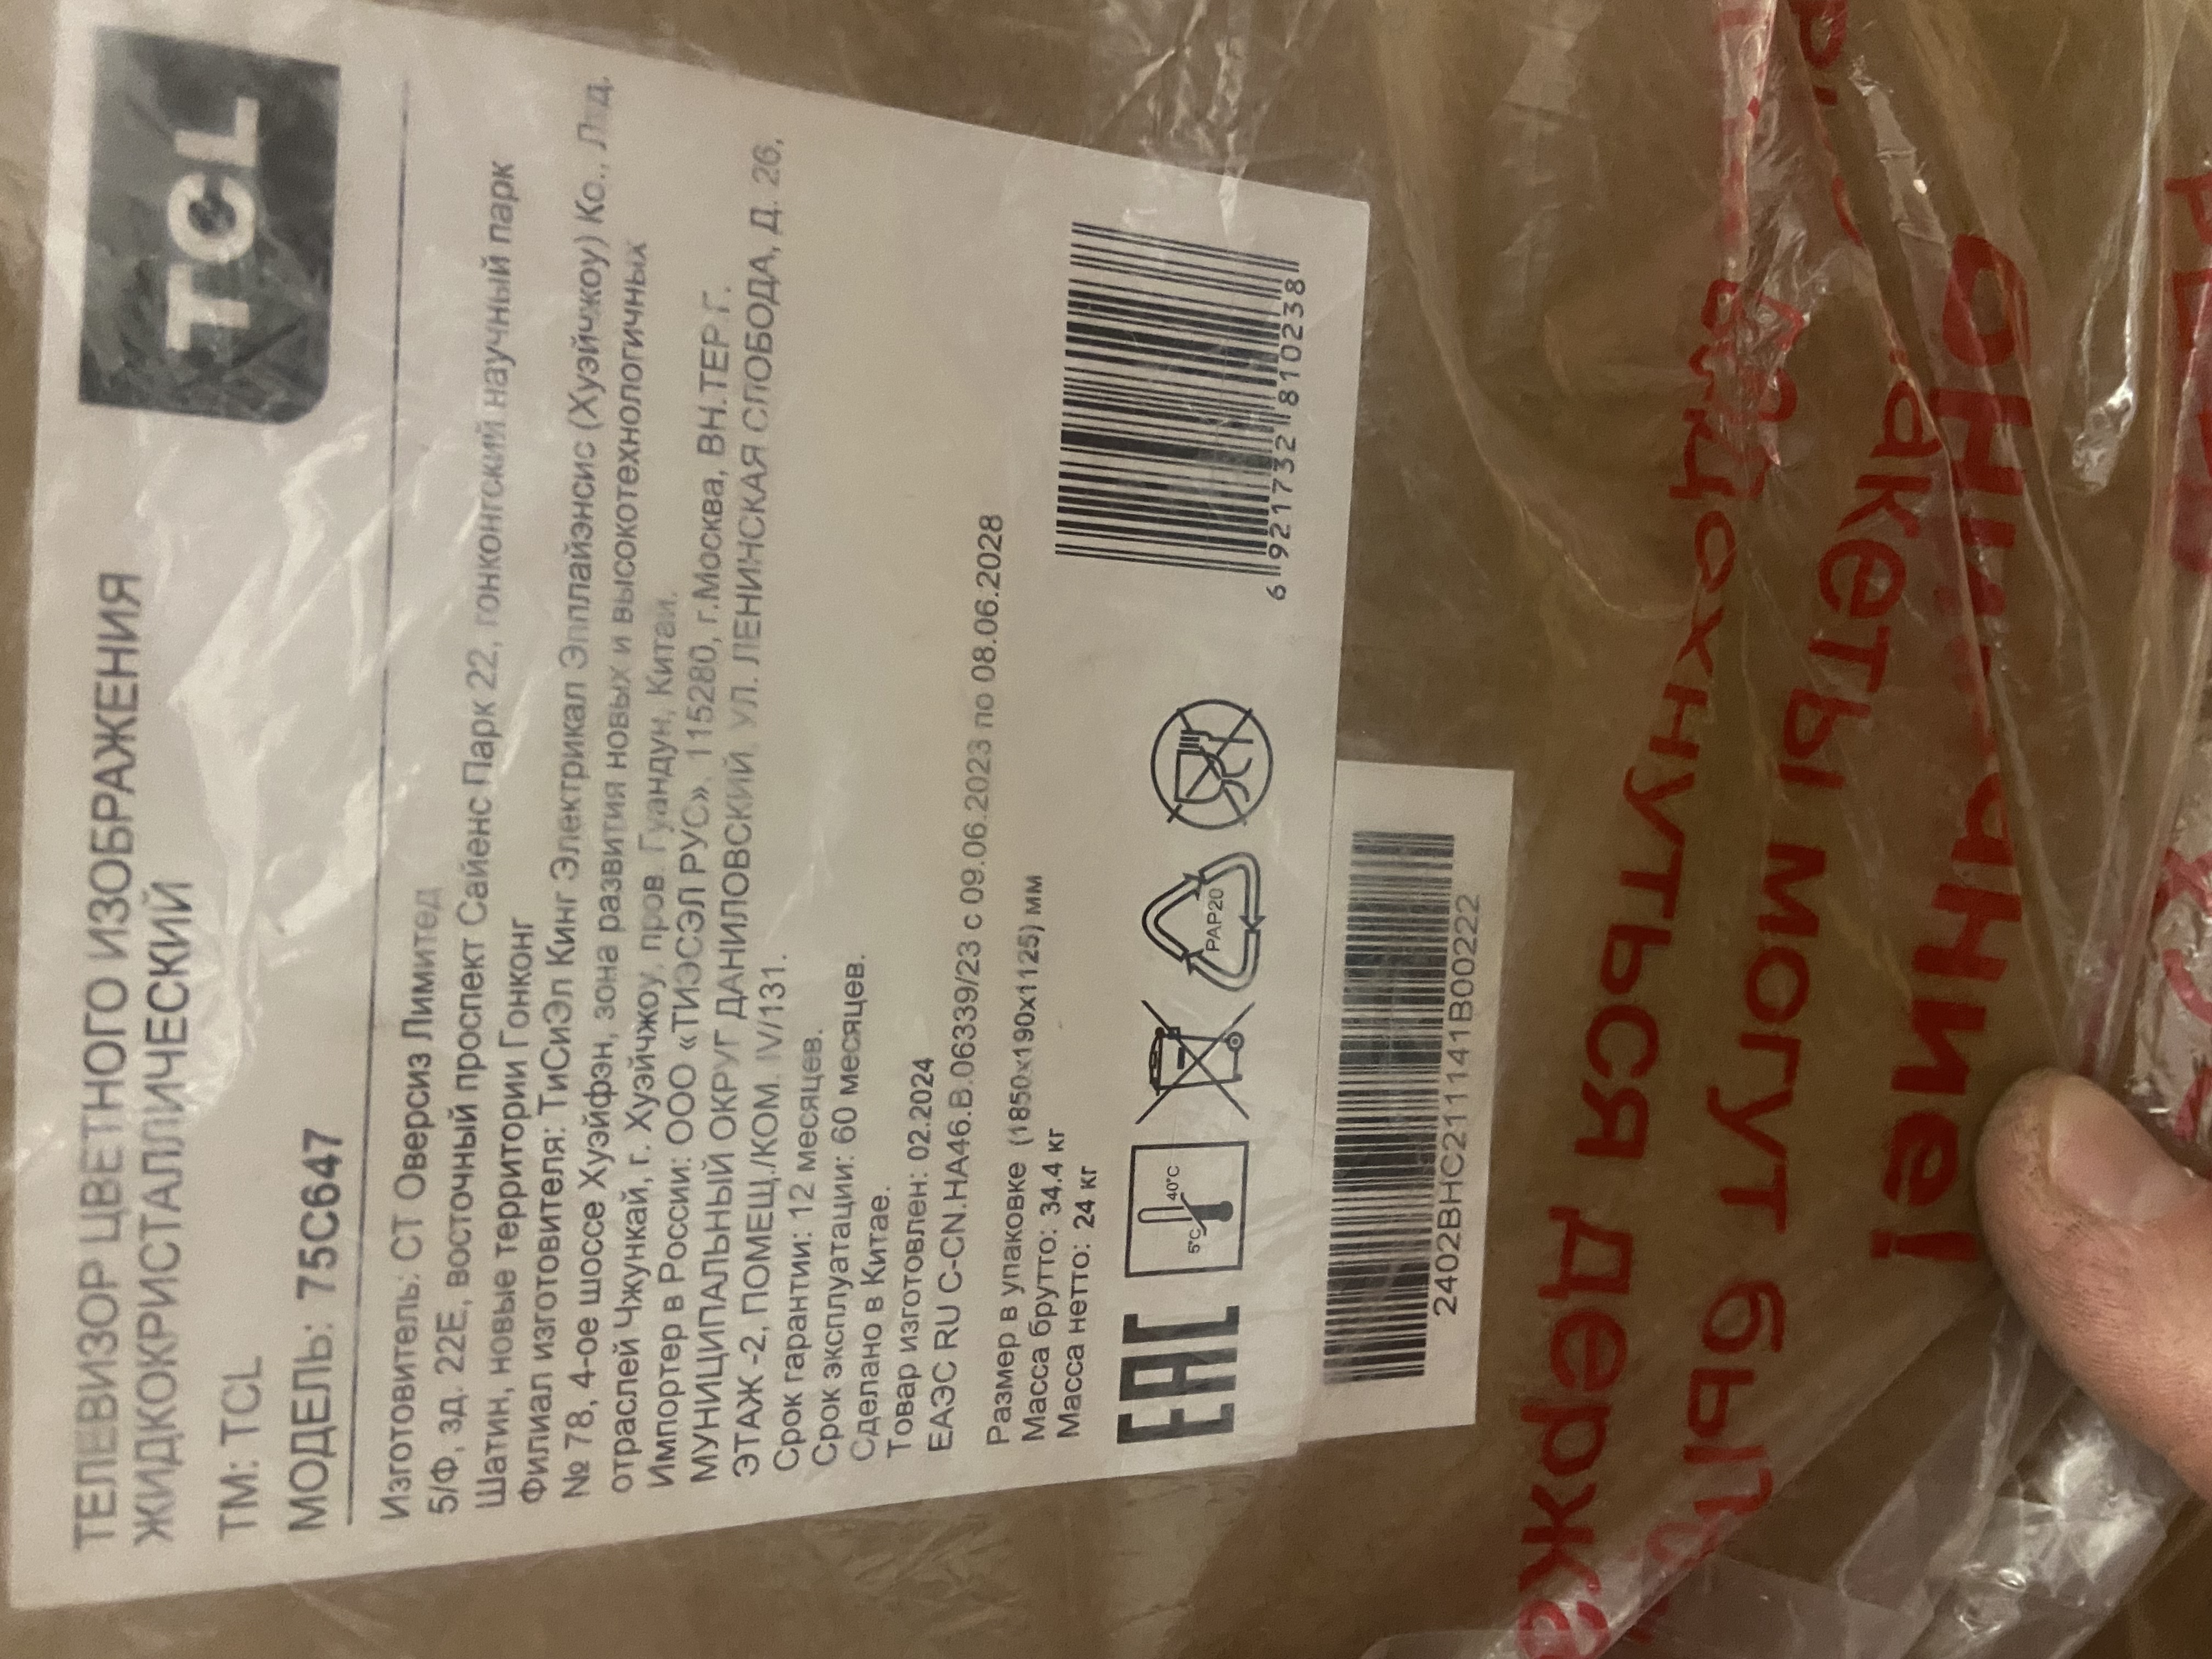 TCL
ТЕЛЕВИЗОР ЦВЕТНОГО ИЗОБРАЖЕНИЯ
ЖИДКОКРИСТАЛЛИЧЕСКИЙ
ТМ: TCL
МОДЕЛЬ: 75C647
Изготовитель: СТ Оверсиз Лимитед
5/Ф, зд. 22Е, восточный проспект Сайенс Парк 22, гонконгский научный парк
Шатин, новые территории Гонконг
Филиал изготовителя: ТиСиЭл Кинг Электрикал Эпплайэнсис (Хуэйчжоу) Ко., Лтд.
№ 78, 4-ое шоссе Хуэйфэн, зона развития новых и высокотехнологичных
отраслей Чжункай, г. Хуэйчжоу, пров. Гуандун, Китай.
Импортер в России: ООО «ТИЭСЭЛ РУС». 115280, г.Москва, ВН.ТЕР.Г.
МУНИЦИПАЛЬНЫЙ ОКРУГ ДАНИЛОВСКИЙ, УЛ. ЛЕНИНСКАЯ СЛОБОДА, Д. 26,
ЭТАЖ -2, ПОМЕЩ./КОМ. IV/131.
Срок гарантии: 12 месяцев.
Срок эксплуатации: 60 месяцев.
Сделано в Китае.
Товар изготовлен: 02.2024
ЕАЭС RU C-CN.HA46.B.06339/23 с 09.06.2023 по 08.06.2028
Размер в упаковке (1850x190x1125) мм
Масса брутто: 34.4 кг
Масса нетто: 24 кг
EAC
5°C 40°C
PAP20
6 921732 810238
2402BHC211141B00222
держа
могут